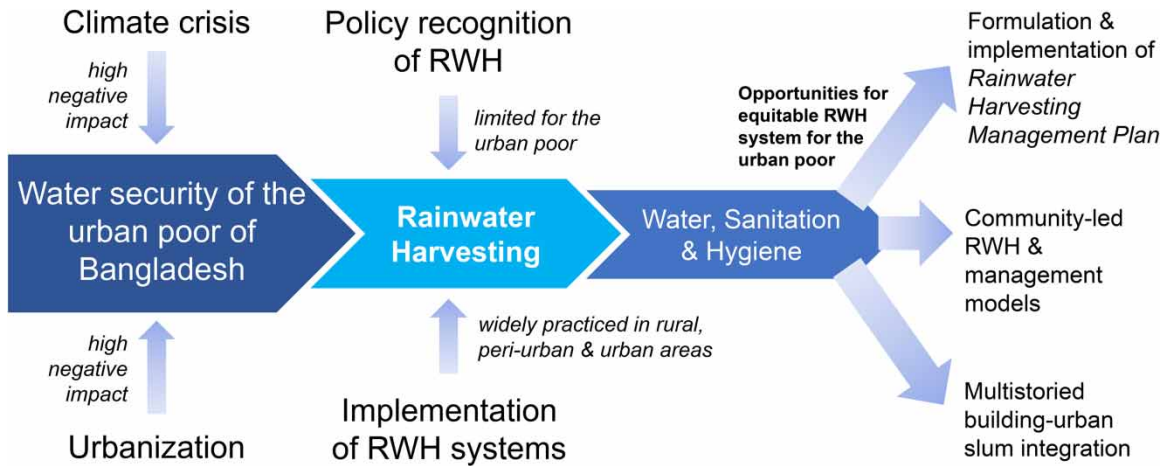 Climate crisis
high
negative
impact
Water security of the
urban poor of
Bangladesh
high
negative
impact
Urbanization
Policy recognition
of RWH
limited for the
urban poor
Rainwater
Harvesting
widely practiced in rural,
peri-urban & urban areas
Implementation
of RWH systems
Water, Sanitation
& Hygiene
Opportunities for
equitable RWH
system for the
urban poor
Formulation &
implementation of
Rainwater
Harvesting
Management Plan
Community-led
RWH &
management
models
Multistoried
building-urban
slum integration